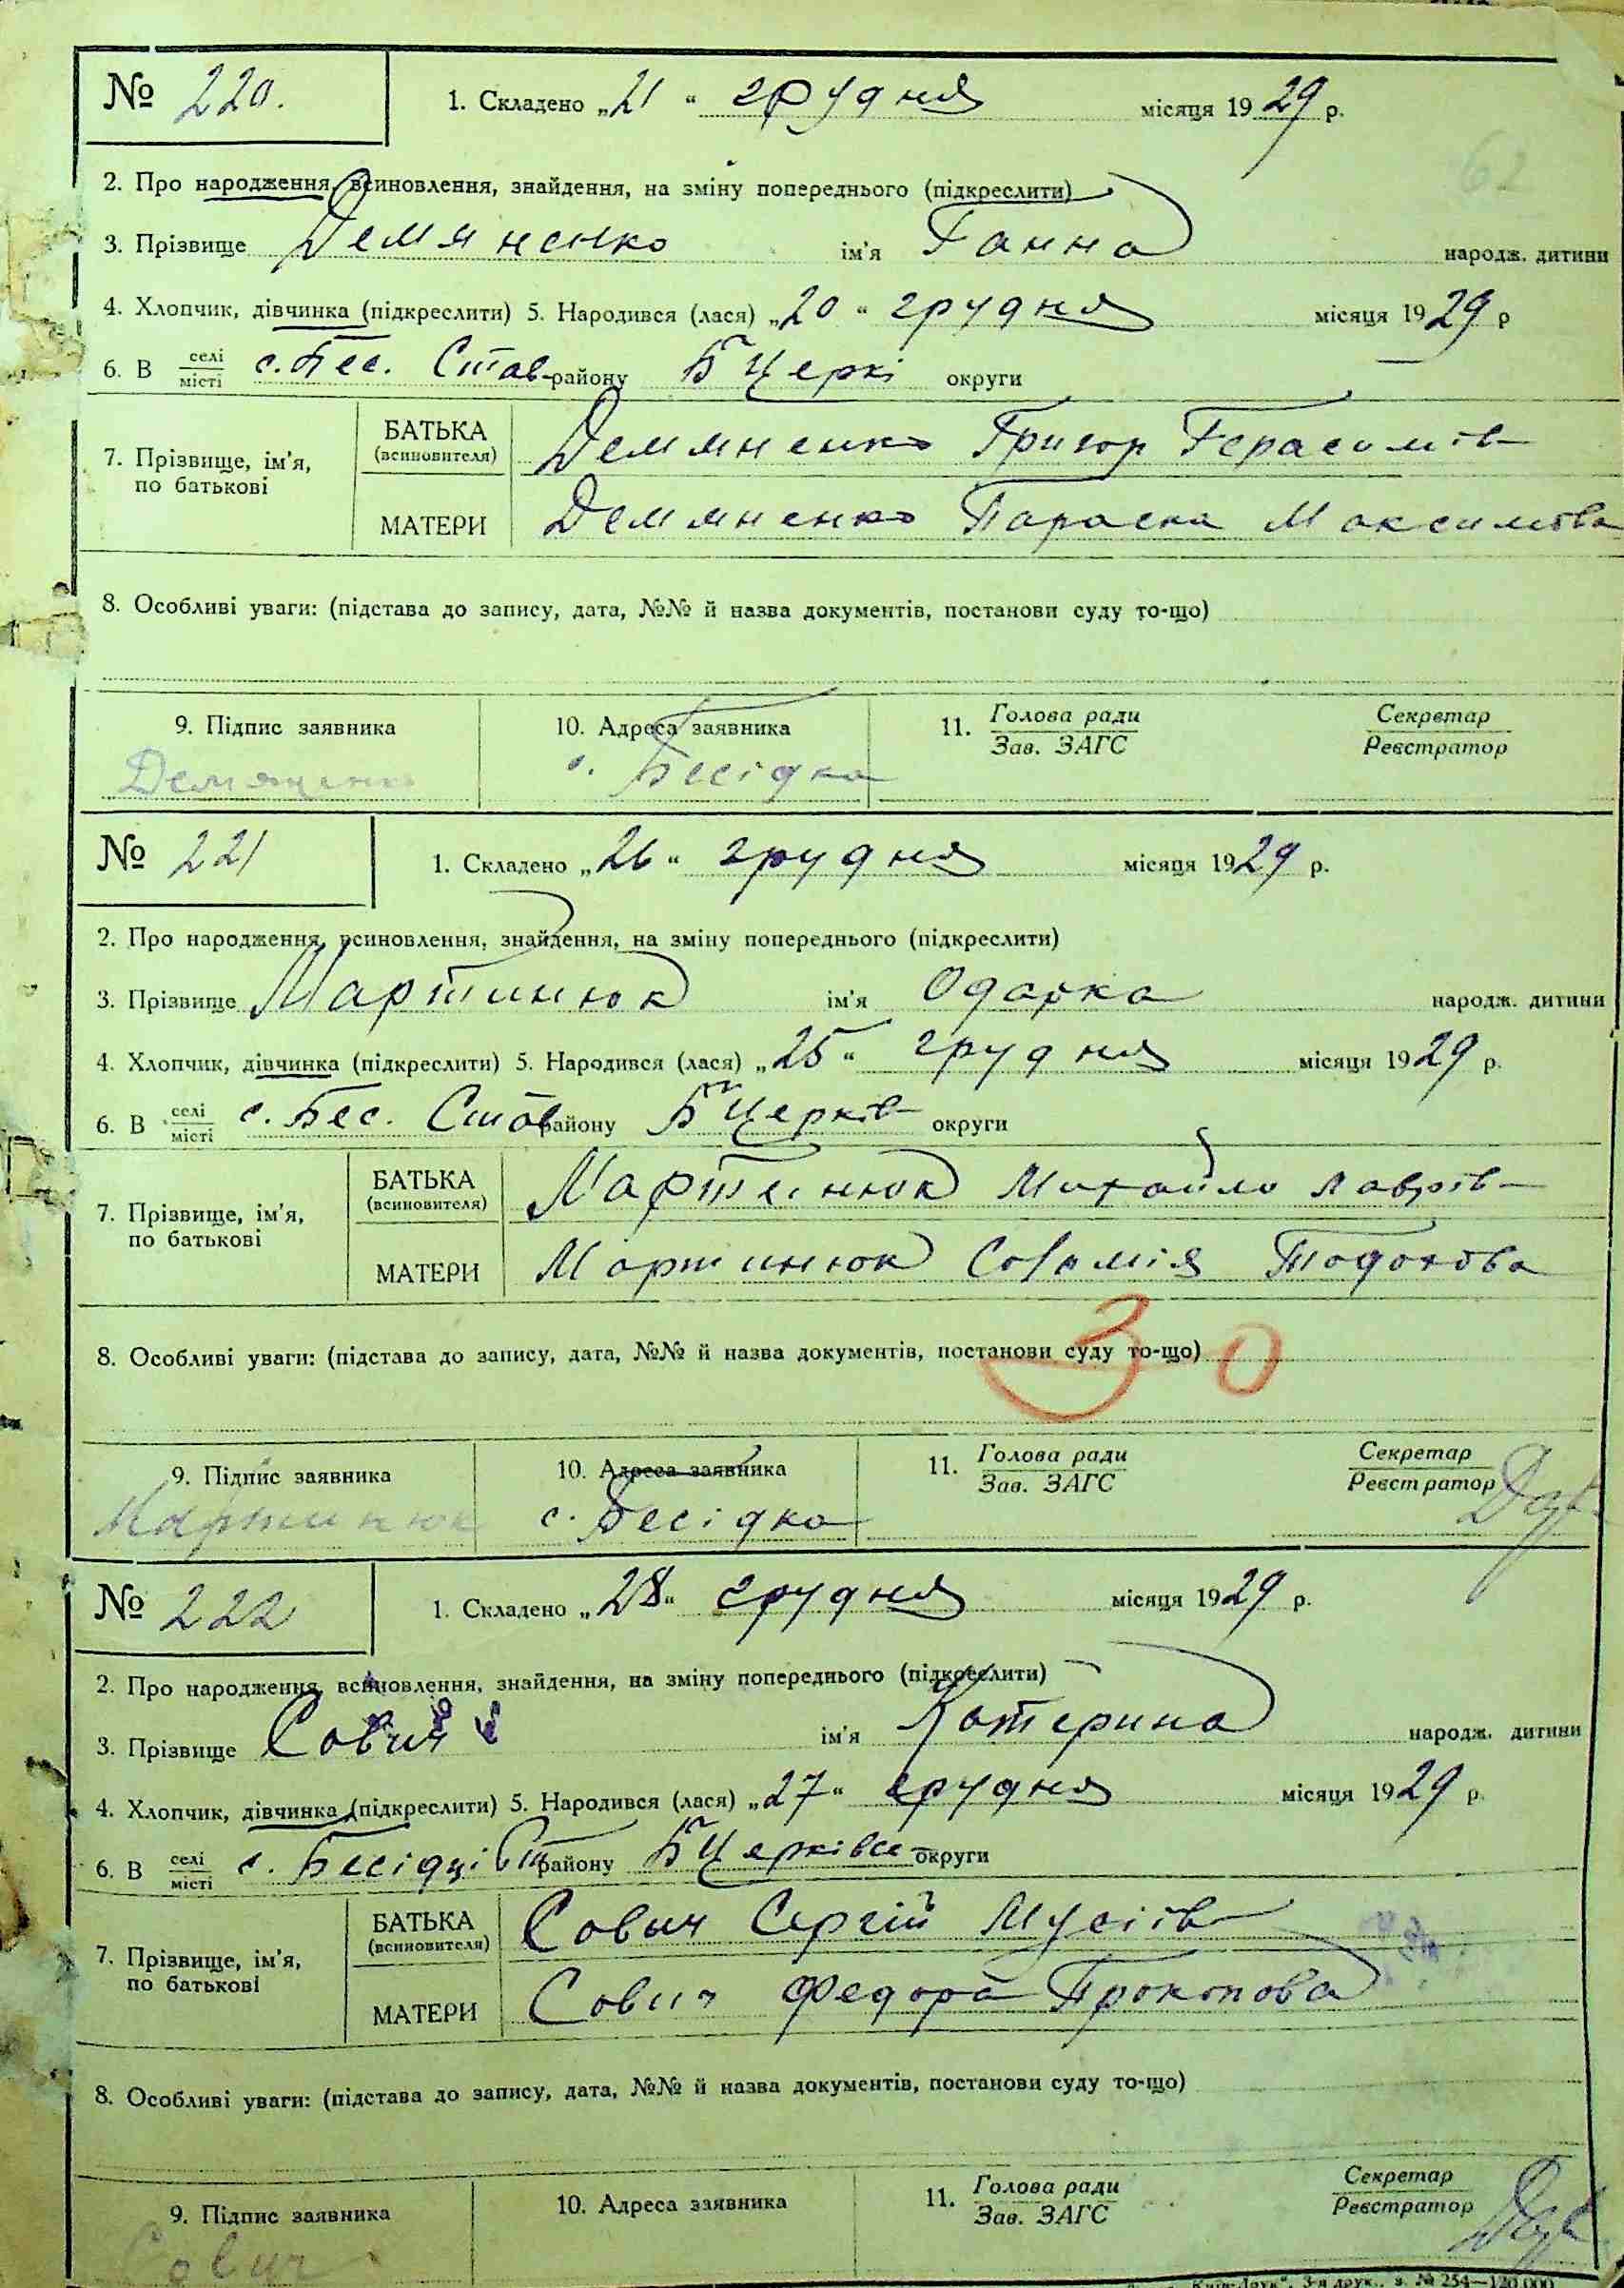 62
№ 220. 1. Складено „21“ грудня місяця 1929 р.
2. Про народження, всиновлення, знайдення, на зміну попереднього (підкреслити)
3. Прізвище Демяненко ім'я Ганна народж. дитини
4. Хлопчик, дівчинка (підкреслити) 5. Народився (лася) „20“ грудня місяця 1929 р
6. В селі місті с. Бес. Став- району Б Церкі округи
7. Прізвище, ім'я, по батькові
БАТЬКА (всиновителя) Демяненко Григор Герасимів
МАТЕРИ Демяненко Параска Максимова
8. Особливі уваги: (підстава до запису, дата, №№ й назва документів, постанови суду то-що)
9. Підпис заявника 10. Адреса заявника 11. Голова ради Зав. ЗАГС Секретар Реєстратор
Демяненко с. Бесідка
№ 221 1. Складено „26“ грудня місяця 1929 р.
2. Про народження, всиновлення, знайдення, на зміну попереднього (підкреслити)
3. Прізвище Мартинюк ім'я Одарка народж. дитини
4. Хлопчик, дівчинка (підкреслити) 5. Народився (лася) „25“ грудня місяця 1929 р.
6. В селі місті с. Бес. Став району Б Церків округи
7. Прізвище, ім'я, по батькові
БАТЬКА (всиновителя) Мартинюк Михайло Лаврів
МАТЕРИ Мартинюк Соломія Тодотова
8. Особливі уваги: (підстава до запису, дата, №№ й назва документів, постанови суду то-що)
30
9. Підпис заявника 10. Адреса заявника 11. Голова ради Зав. ЗАГС Секретар Реєстратор
Мартинюк с. Бесідка
№ 222 1. Складено „28“ грудня місяця 1929 р.
2. Про народження, всиновлення, знайдення, на зміну попереднього (підкреслити)
3. Прізвище Сович ім'я Катерина народж. дитини
4. Хлопчик, дівчинка (підкреслити) 5. Народився (лася) „27“ грудня місяця 1929 р.
6. В селі місті с. Бесідці Ст району Б Церківс округи
7. Прізвище, ім'я, по батькові
БАТЬКА (всиновителя) Сович Сергій Мусіїв
МАТЕРИ Сович Федора Прокопова
8. Особливі уваги: (підстава до запису, дата, №№ й назва документів, постанови суду то-що)
9. Підпис заявника 10. Адреса заявника 11. Голова ради Зав. ЗАГС Секретар Реєстратор
Сович
„Київ-Друк“, 3-я друк., з. № 254—120.000